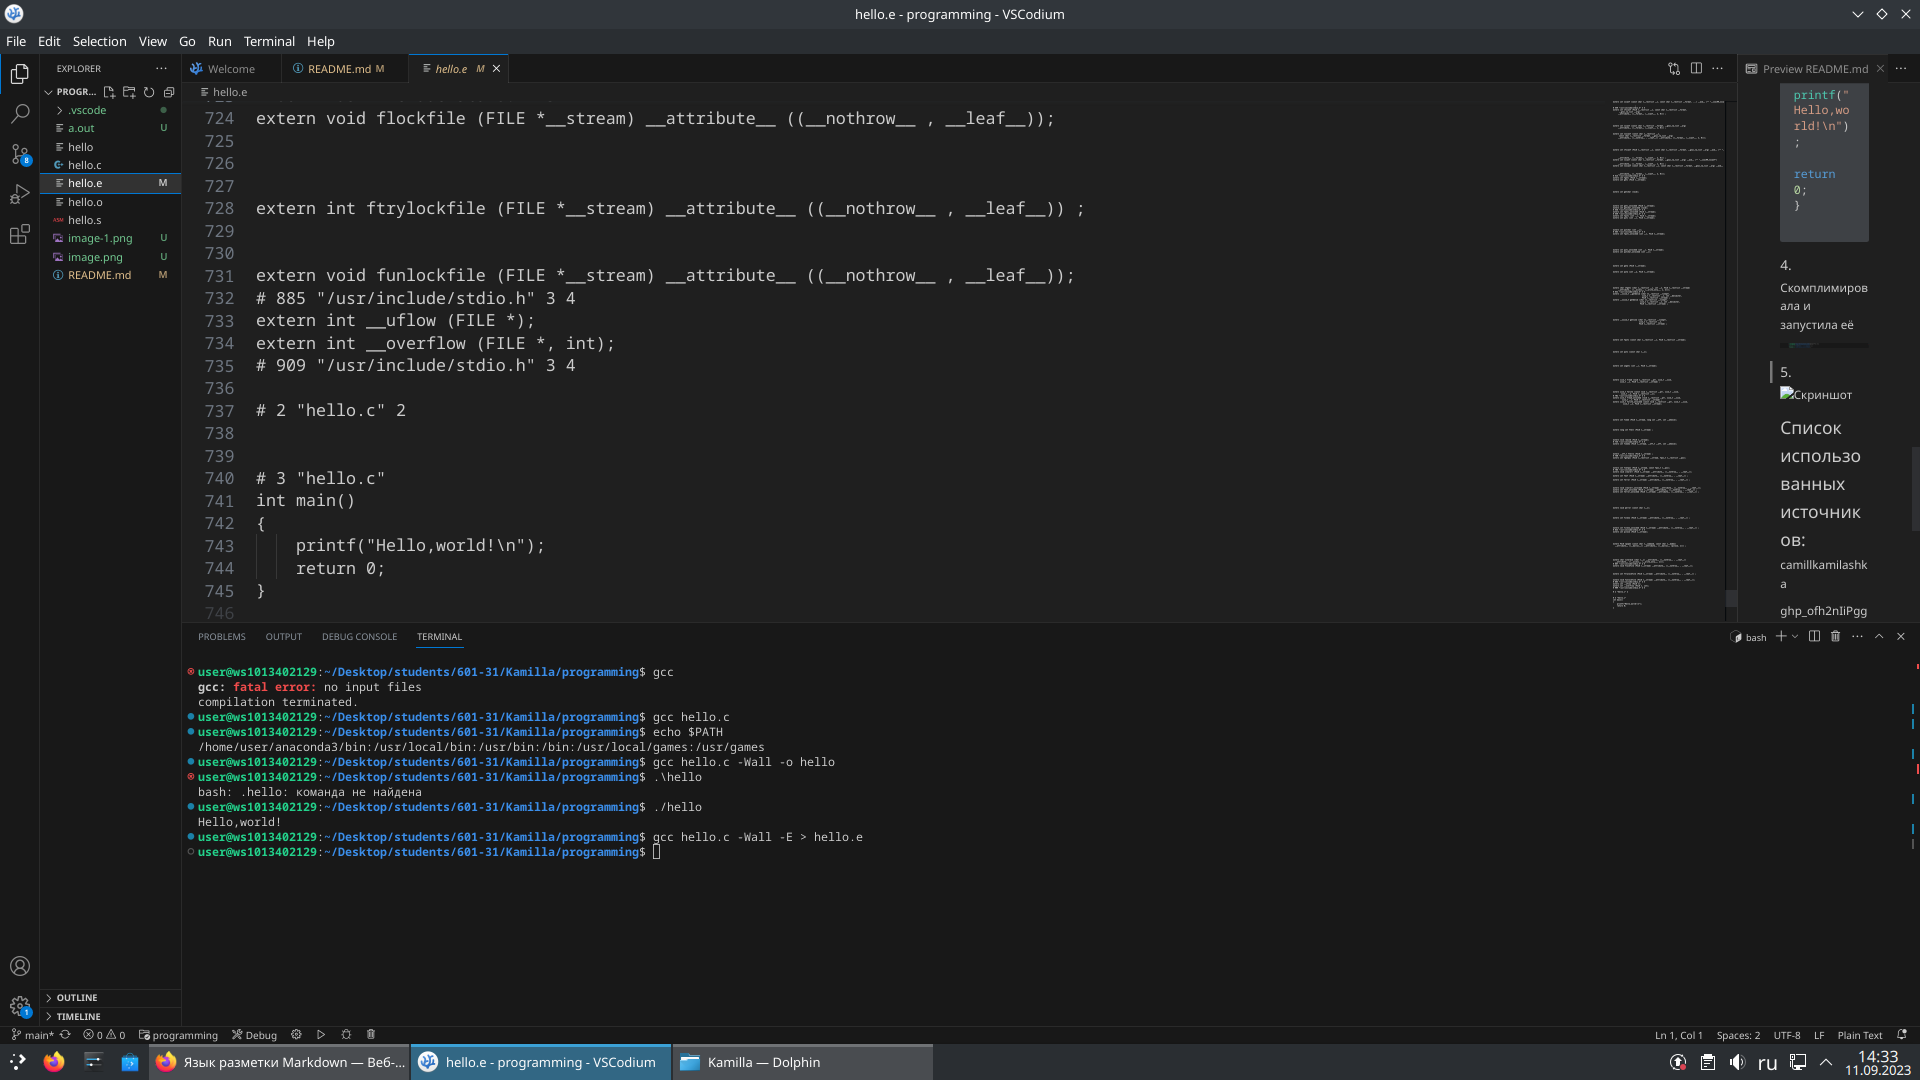 hello.e - programming - VSCodium
File Edit Selection View Go Run Terminal Help
EXPLORER
PROGR...
.vscode
a.out U
hello
hello.c
hello.e M
hello.o
hello.s
image-1.png U
image.png U
README.md M
OUTLINE
TIMELINE
Welcome
README.md M
hello.e M
hello.e
724 extern void flockfile (FILE *__stream) __attribute__ ((__nothrow__ , __leaf__));
725
726
727
728 extern int ftrylockfile (FILE *__stream) __attribute__ ((__nothrow__ , __leaf__)) ;
729
730
731 extern void funlockfile (FILE *__stream) __attribute__ ((__nothrow__ , __leaf__));
732 # 885 "/usr/include/stdio.h" 3 4
733 extern int __uflow (FILE *);
734 extern int __overflow (FILE *, int);
735 # 909 "/usr/include/stdio.h" 3 4
736
737 # 2 "hello.c" 2
738
739
740 # 3 "hello.c"
741 int main()
742 {
743 printf("Hello,world!\n");
744 return 0;
745 }
746
Preview README.md
printf("
Hello,wo
rld!\n")
;
return
0;
}
4.
Скомплимиров
ала и
запустила её
5.
Скриншот
Список
использо
ванных
источник
ов:
camillkamilashk
a
ghp_ofh2nIiPgg
PROBLEMS OUTPUT DEBUG CONSOLE TERMINAL
bash
user@ws1013402129:~/Desktop/students/601-31/Kamilla/programming$ gcc
gcc: fatal error: no input files
compilation terminated.
user@ws1013402129:~/Desktop/students/601-31/Kamilla/programming$ gcc hello.c
user@ws1013402129:~/Desktop/students/601-31/Kamilla/programming$ echo $PATH
/home/user/anaconda3/bin:/usr/local/bin:/usr/bin:/bin:/usr/local/games:/usr/games
user@ws1013402129:~/Desktop/students/601-31/Kamilla/programming$ gcc hello.c -Wall -o hello
user@ws1013402129:~/Desktop/students/601-31/Kamilla/programming$ .\hello
bash: .hello: команда не найдена
user@ws1013402129:~/Desktop/students/601-31/Kamilla/programming$ ./hello
Hello,world!
user@ws1013402129:~/Desktop/students/601-31/Kamilla/programming$ gcc hello.c -Wall -E > hello.e
user@ws1013402129:~/Desktop/students/601-31/Kamilla/programming$
main* 0 0 programming Debug
Ln 1, Col 1 Spaces: 2 UTF-8 LF Plain Text
Язык разметки Markdown — Веб-...
hello.e - programming - VSCodium
Kamilla — Dolphin
ru
14:33
11.09.2023
8
1